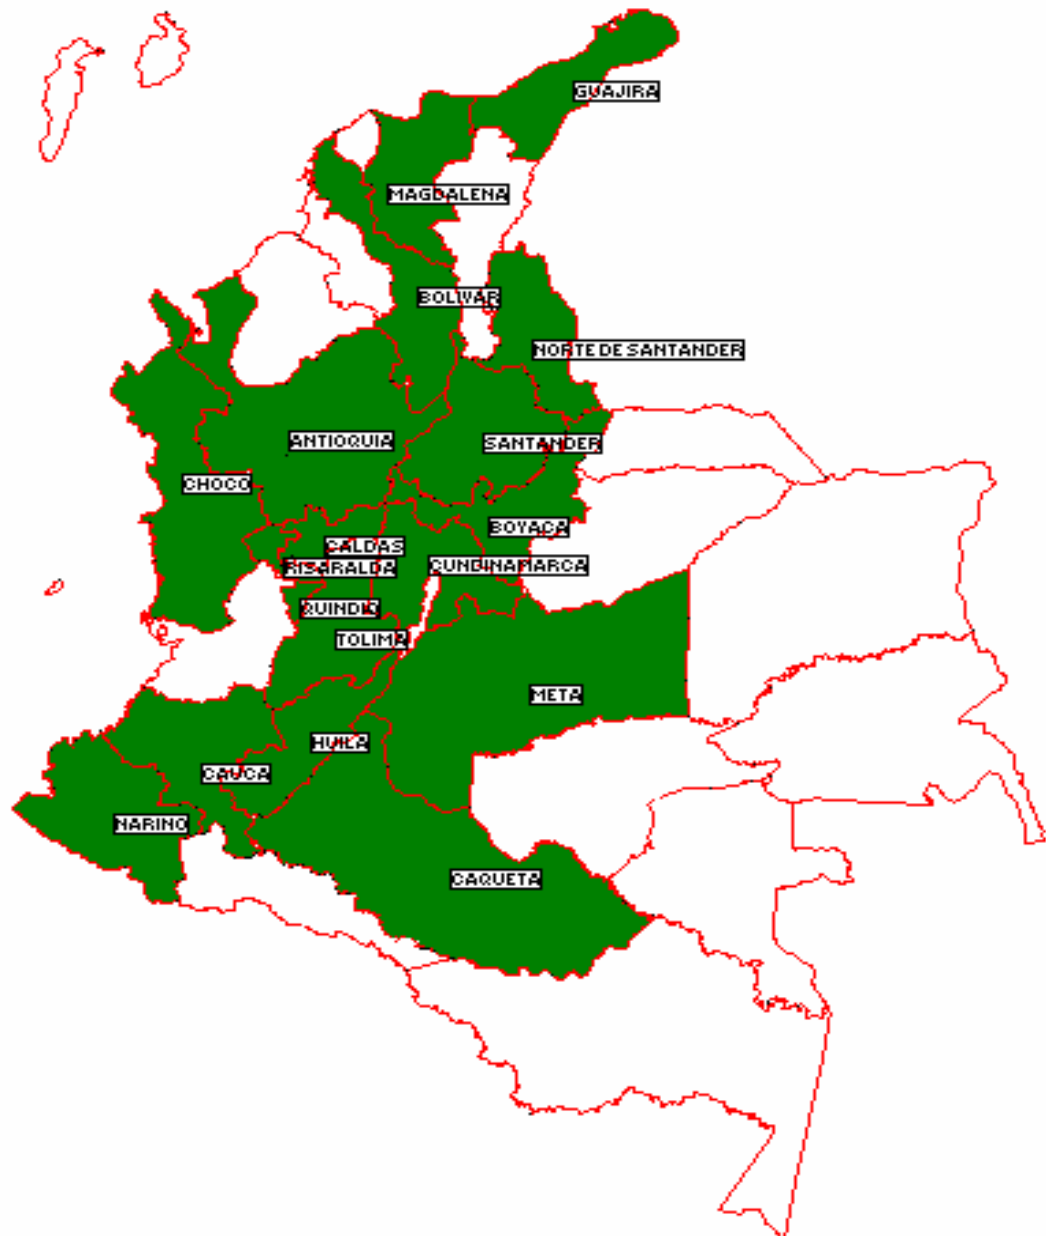 GUAJIRA
MAGDALENA
BOLIVAR
NORTE DE SANTANDER
ANTIOQUIA
SANTANDER
CHOCO
BOYACA
CALDAS
RISARALDA
CUNDINAMARCA
QUINDIO
TOLIMA
META
HUILA
CAUCA
NARINO
CAQUETA